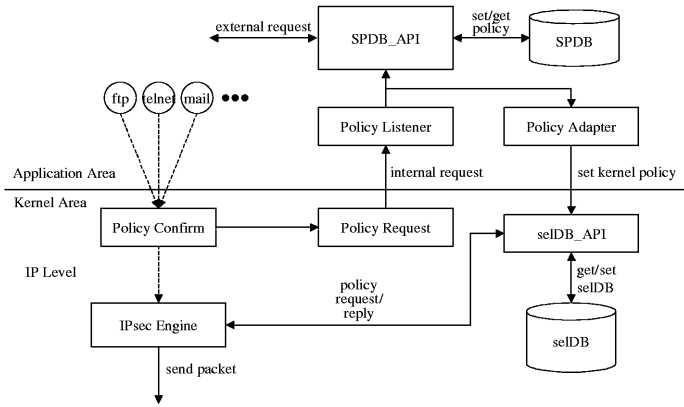 external request
SPDB_API
set/get
policy
SPDB
ftp
telnet
mail
Policy Listener
Policy Adapter
Application Area
internal request
set kernel policy
Kernel Area
Policy Confirm
Policy Request
selDB_API
IP Level
policy
request/
reply
get/set
selDB
IPsec Engine
selDB
send packet